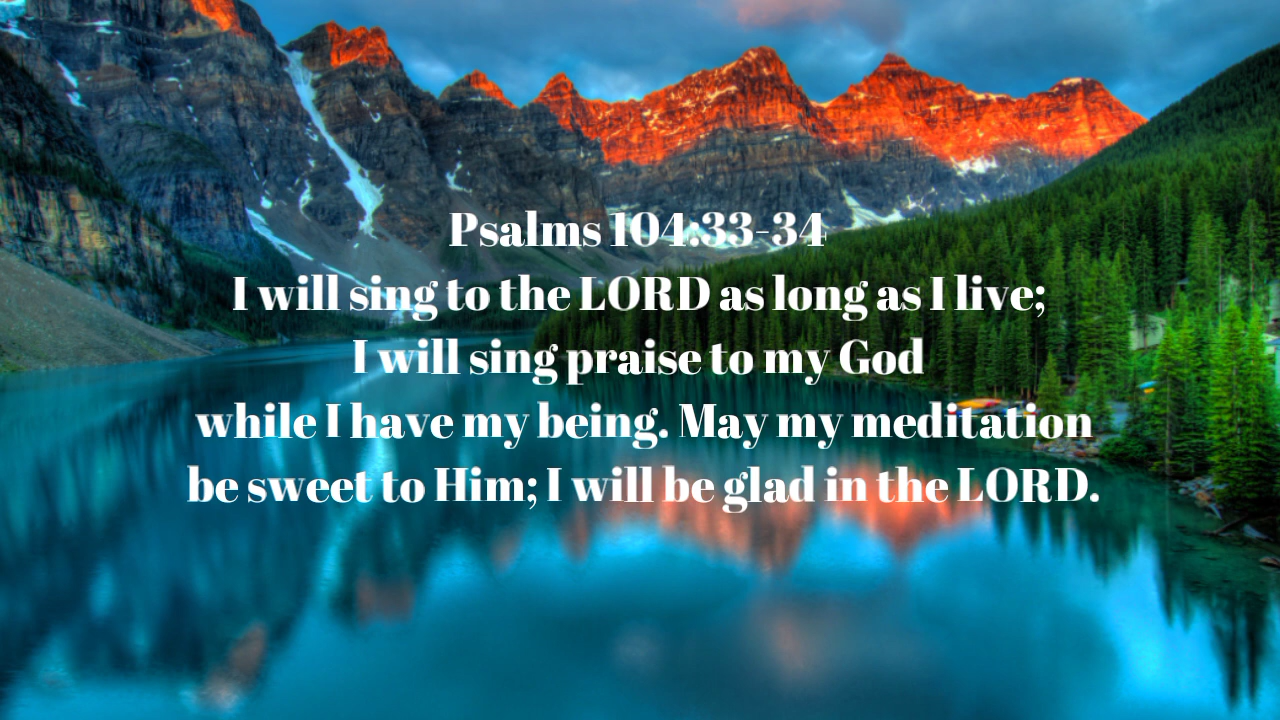 Psalms 104:33-34
I will sing to the LORD as long as I live;
I will sing praise to my God
while I have my being. May my meditation
be sweet to Him; I will be glad in the LORD.